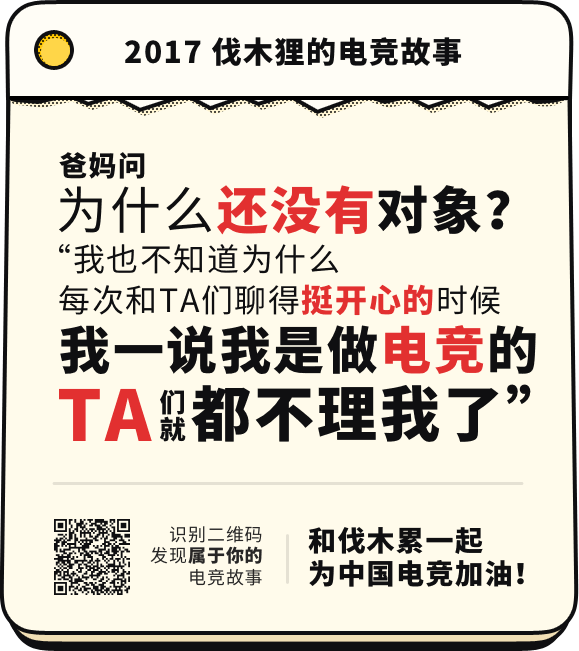 2017 伐木狸的电竞故事
爸妈问
为什么还没有对象?
“我也不知道为什么
每次和TA们聊得挺开心的时候
我一说我是做电竞的
TA们就都不理我了”
识别二维码
发现属于你的
电竞故事
和伐木累一起
为中国电竞加油!